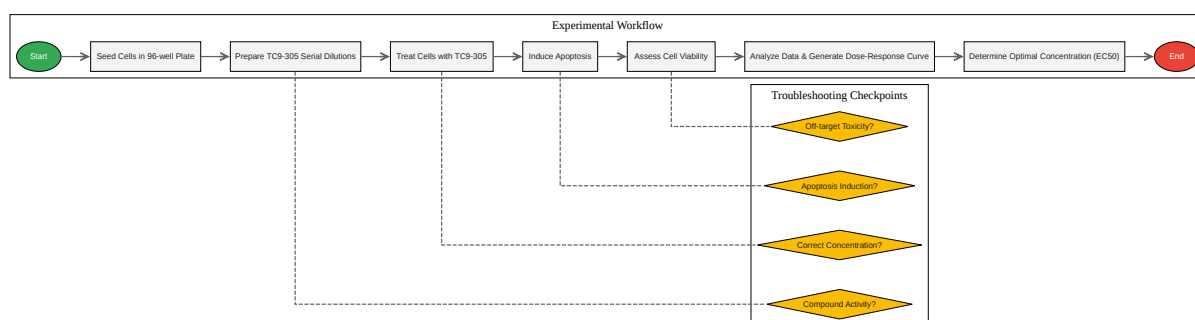 Experimental Workflow
Start
Seed Cells in 96-well Plate
Prepare TC9-305 Serial Dilutions
Treat Cells with TC9-305
Induce Apoptosis
Assess Cell Viability
Analyze Data & Generate Dose-Response Curve
Determine Optimal Concentration (EC50)
End
Troubleshooting Checkpoints
Off-target Toxicity?
Apoptosis Induction?
Correct Concentration?
Compound Activity?